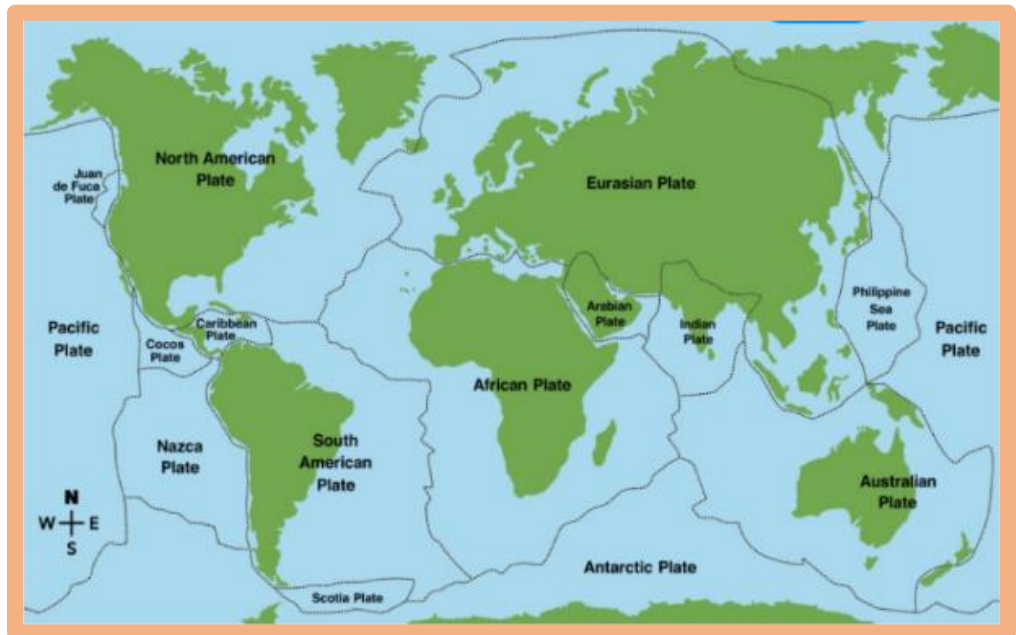 North American
Plate
Juan
de Fuca
Plate
Eurasian Plate
Arabian
Plate
Indian
Plate
Philippine
Sea
Plate
Pacific
Plate
Caribbean
Plate
Cocos
Plate
Pacific
Plate
African Plate
Nazca
Plate
South
American
Plate
Australian
Plate
N
W E
S
Antarctic Plate
Scotia Plate